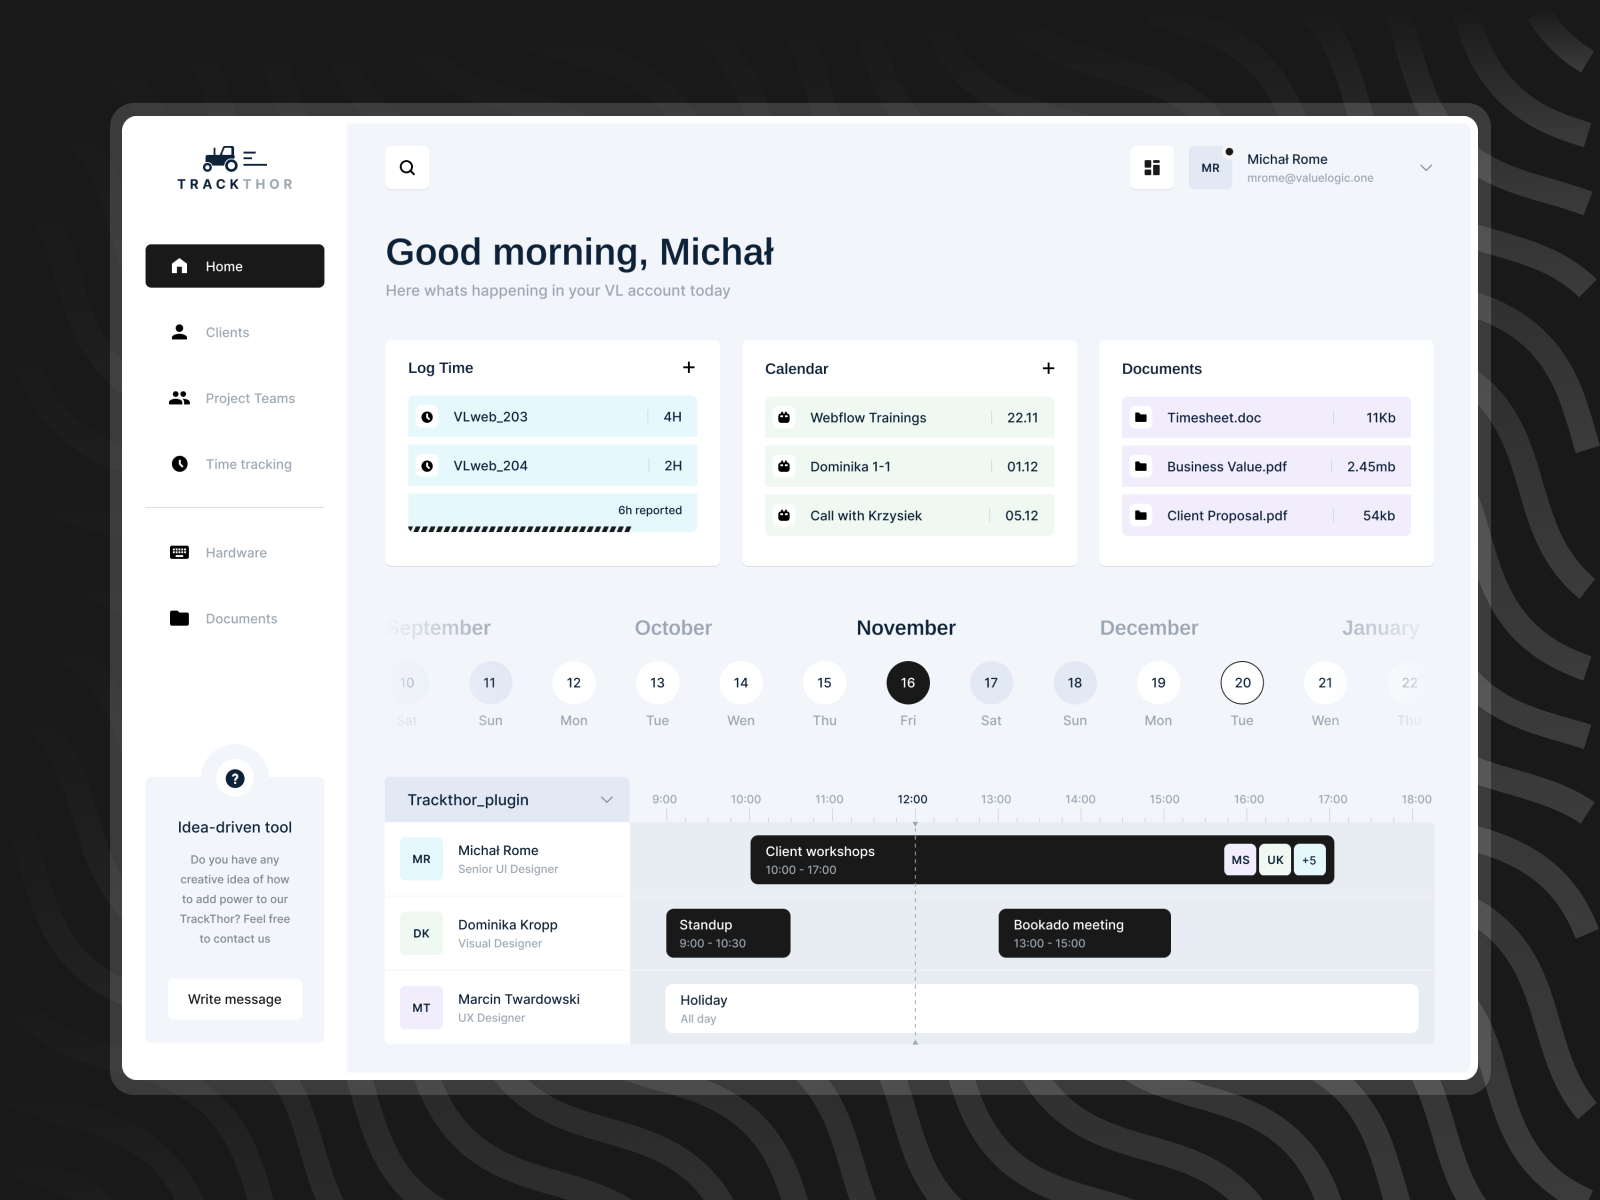 TRACKTHOR
Home
Clients
Project Teams
Time tracking
Hardware
Documents
?
Idea-driven tool
Do you have any
creative idea of how
to add power to our
TrackThor? Feel free
to contact us
Write message
MR
Michał Rome
mrome@valuelogic.one
Good morning, Michał
Here whats happening in your VL account today
Log Time
VLweb_203 4H
VLweb_204 2H
6h reported
Calendar
Webflow Trainings 22.11
Dominika 1-1 01.12
Call with Krzysiek 05.12
Documents
Timesheet.doc 11Kb
Business Value.pdf 2.45mb
Client Proposal.pdf 54kb
September October November December January
10 11 12 13 14 15 16 17 18 19 20 21 22
Sat Sun Mon Tue Wen Thu Fri Sat Sun Mon Tue Wen Thu
Trackthor_plugin
9:00 10:00 11:00 12:00 13:00 14:00 15:00 16:00 17:00 18:00
MR
Michał Rome
Senior UI Designer
Client workshops
10:00 - 17:00
MS UK +5
DK
Dominika Kropp
Visual Designer
Standup
9:00 - 10:30
Bookado meeting
13:00 - 15:00
MT
Marcin Twardowski
UX Designer
Holiday
All day